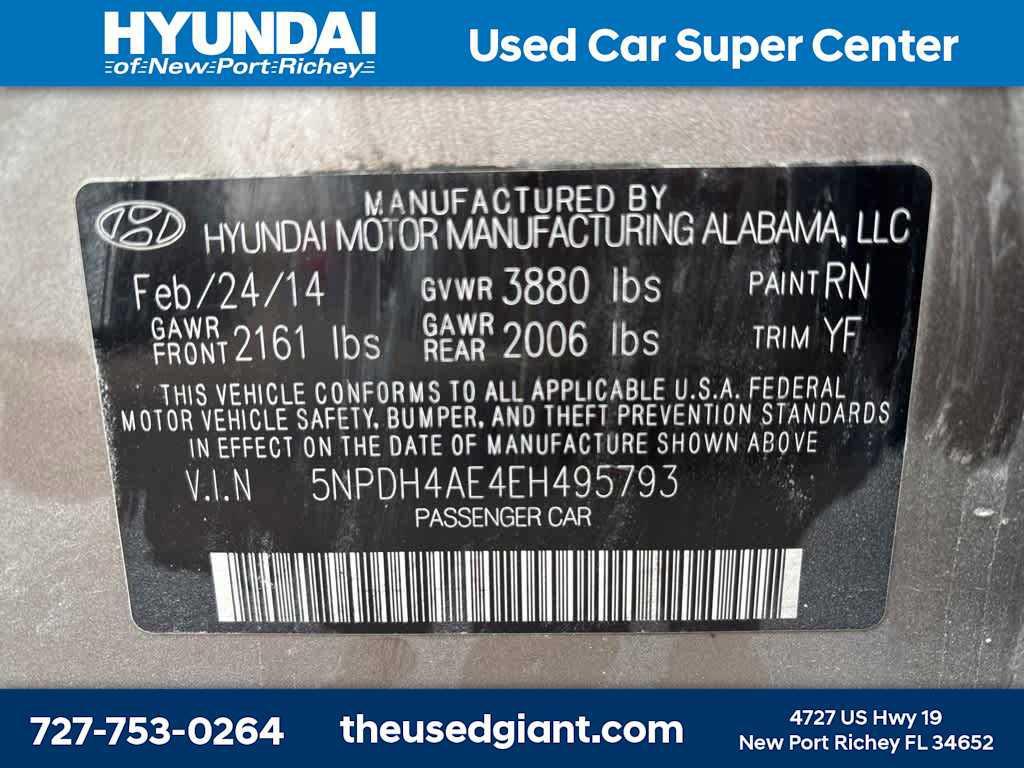 HYUNDAI
of New Port Richey
Used Car Super Center
MANUFACTURED BY
HYUNDAI MOTOR MANUFACTURING ALABAMA, LLC
Feb/24/14 GVWR 3880 lbs PAINT RN
GAWR FRONT 2161 lbs GAWR REAR 2006 lbs TRIM YF
THIS VEHICLE CONFORMS TO ALL APPLICABLE U.S.A. FEDERAL
MOTOR VEHICLE SAFETY, BUMPER, AND THEFT PREVENTION STANDARDS
IN EFFECT ON THE DATE OF MANUFACTURE SHOWN ABOVE
V.I.N 5NPDH4AE4EH495793
PASSENGER CAR
727-753-0264
theusedgiant.com
4727 US Hwy 19
New Port Richey FL 34652